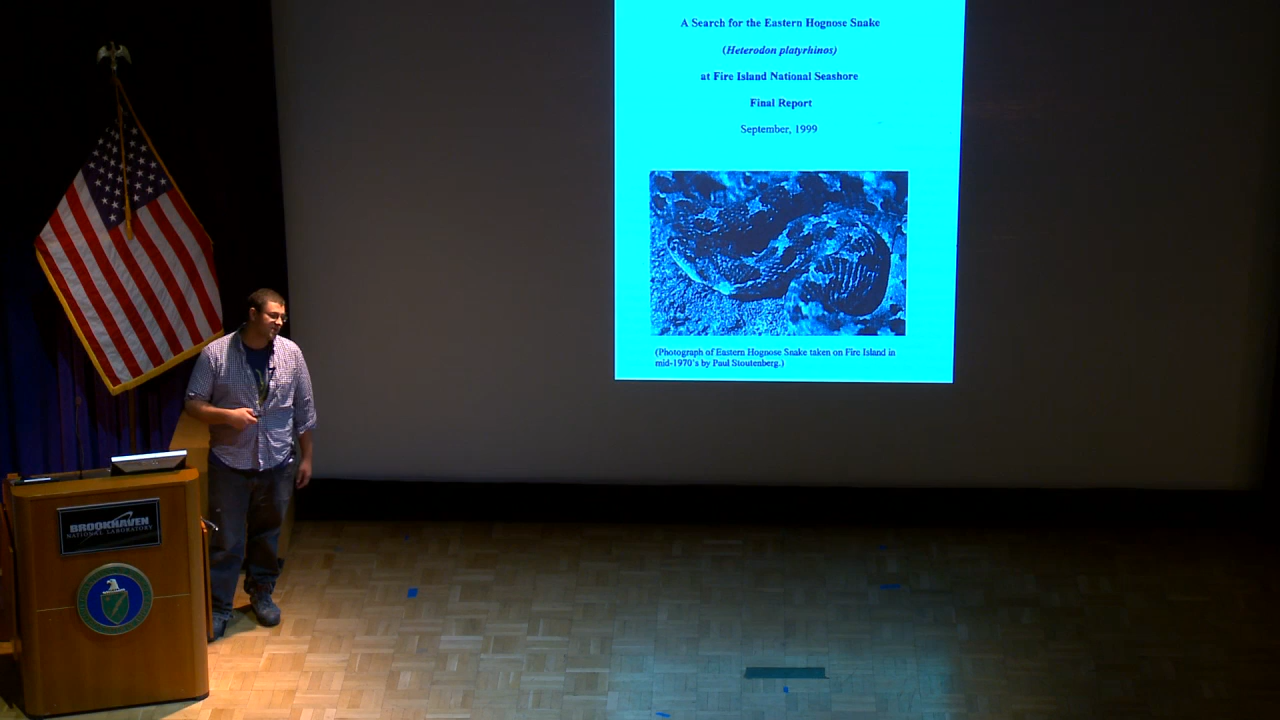 A Search for the Eastern Hognose Snake
(Heterodon platyrhinos)
at Fire Island National Seashore
Final Report
September, 1999
(Photograph of Eastern Hognose Snake taken on Fire Island in
mid-1970's by Paul Stoutenberg.)
BROOKHAVEN
NATIONAL LABORATORY